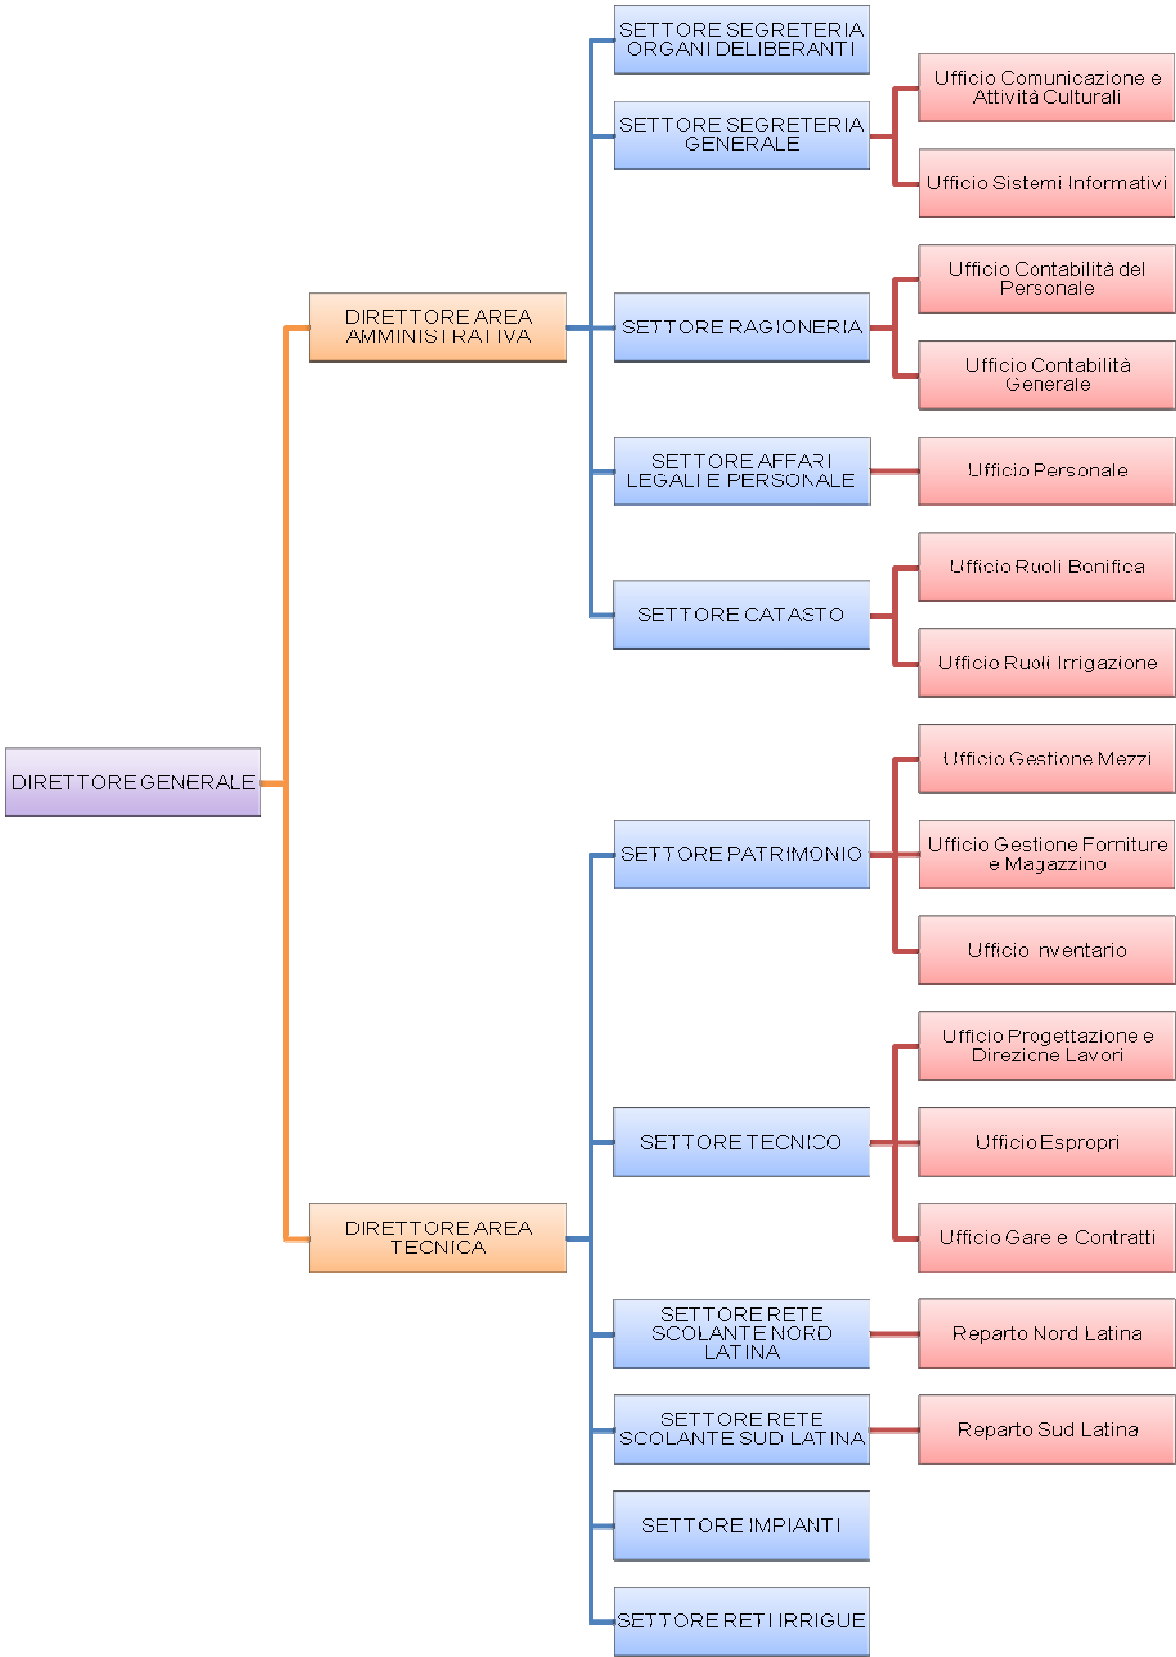 DIRETTORE GENERALE
DIRETTORE AREA
AMMINISTRATIVA
SETTORE SEGRETERIA
ORGANI DELIBERANTI
SETTORE SEGRETERIA
GENERALE
Ufficio Comunicazione e
Attività Culturali
Ufficio Sistemi Informativi
SETTORE RAGIONERIA
Ufficio Contabilità del
Personale
Ufficio Contabilità
Generale
SETTORE AFFARI
LEGALI E PERSONALE
Ufficio Personale
SETTORE CATASTO
Ufficio Ruoli Bonifica
Ufficio Ruoli Irrigazione
DIRETTORE AREA
TECNICA
SETTORE PATRIMONIO
Ufficio Gestione Mezzi
Ufficio Gestione Forniture
e Magazzino
Ufficio Inventario
SETTORE TECNICO
Ufficio Progettazione e
Direzione Lavori
Ufficio Espropri
Ufficio Gare e Contratti
SETTORE RETE
SCOLANTE NORD
LATINA
Reparto Nord Latina
SETTORE RETE
SCOLANTE SUD LATINA
Reparto Sud Latina
SETTORE IMPIANTI
SETTORE RETI IRRIGUE